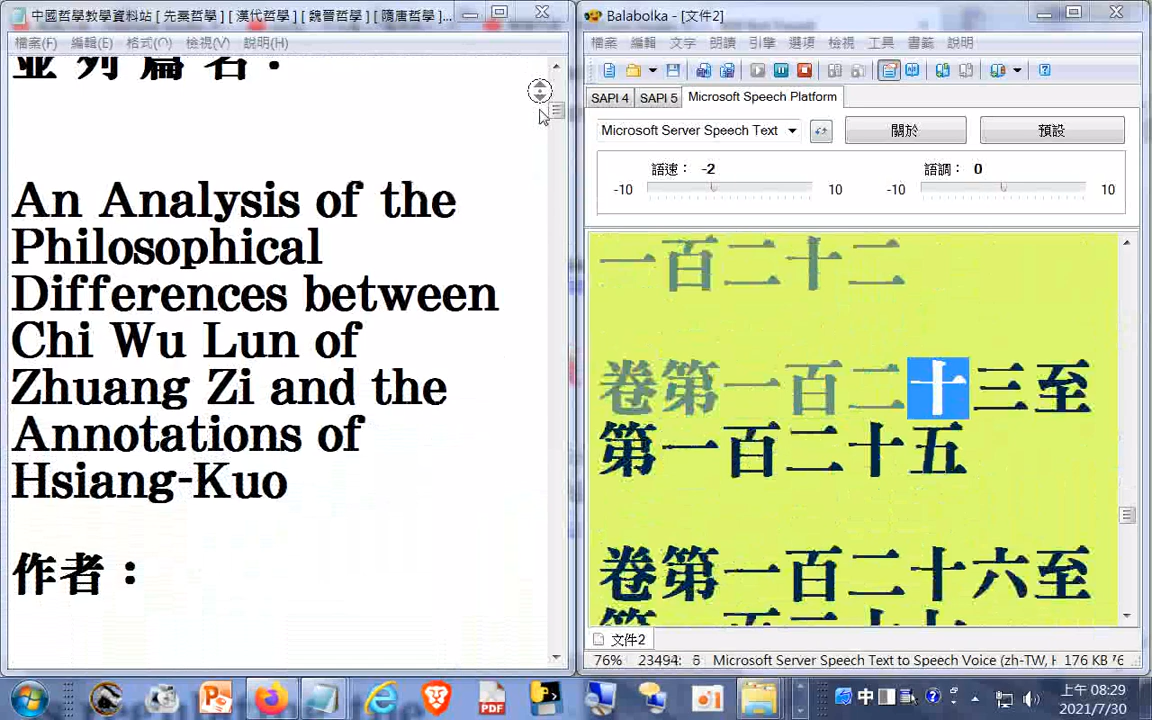 中國哲學教學資料站 [ 先秦哲學 ] [ 漢代哲學 ] [ 魏晉哲學 ] [ 隋唐哲學 ]...
檔案(F) 編輯(E) 格式(O) 檢視(V) 說明(H)
並列篇名：
An Analysis of the
Philosophical
Differences between
Chi Wu Lun of
Zhuang Zi and the
Annotations of
Hsiang-Kuo
作者：
Balabolka - [文件2]
檔案 編輯 文字 朗讀 引擎 選項 檢視 工具 書籤 說明
SAPI 4 SAPI 5 Microsoft Speech Platform
Microsoft Server Speech Text 關於 預設
語速： -2 語調： 0
-10 10 -10 10
一百二十二
卷第一百二十三至
第一百二十五
卷第一百二十六至
文件2
76% 23494: 6 Microsoft Server Speech Text to Speech Voice (zh-TW, H 176 KB
中
PDF
上午 08:29
2021/7/30